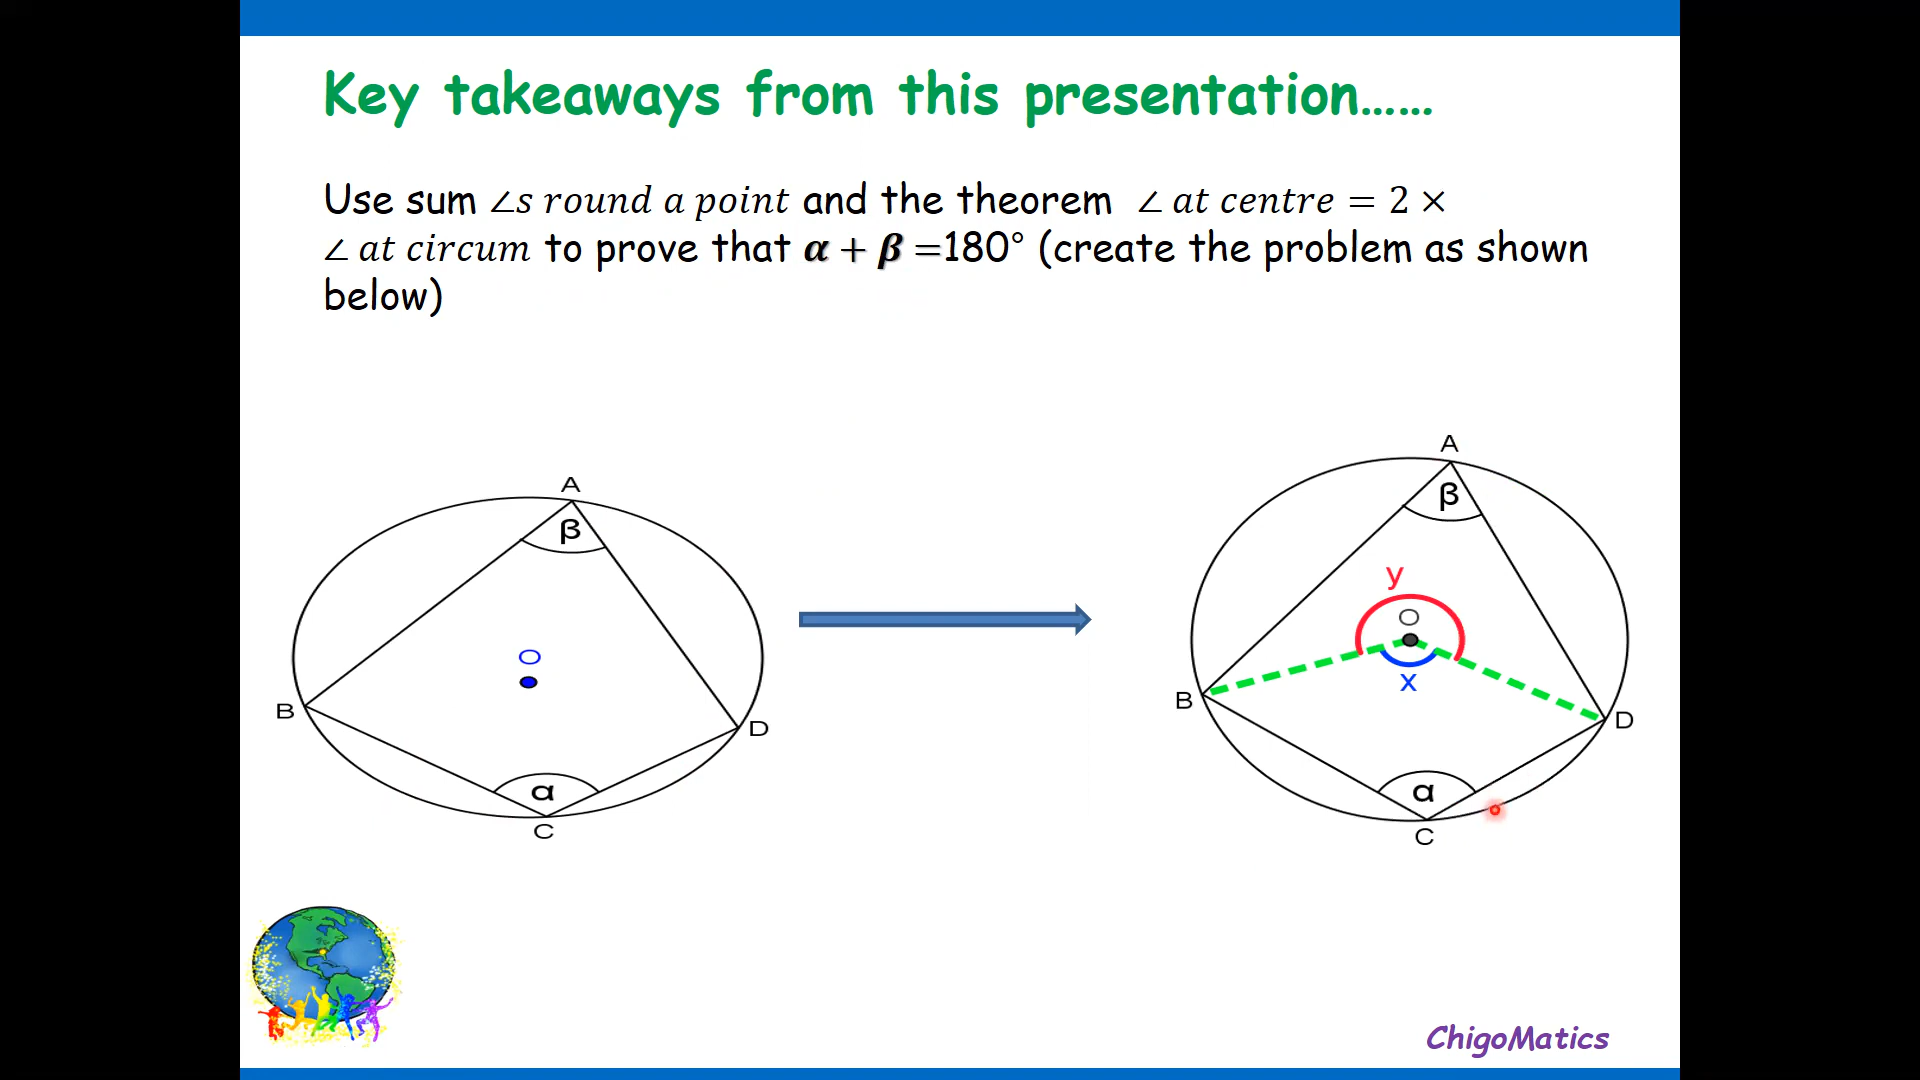 Key takeaways from this presentation......
Use sum ∠s round a point and the theorem ∠ at centre = 2 ×
∠ at circum to prove that α + β =180° (create the problem as shown
below)
A
β
O
B
D
α
C
A
β
y
O
x
B
D
α
C
ChigoMatics